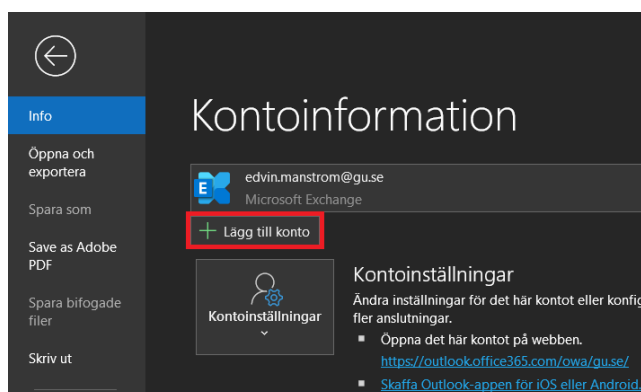 Info
Öppna och
exportera
Spara som
Save as Adobe
PDF
Spara bifogade
filer
Skriv ut
Kontoinformation
E
edvin.manstrom@gu.se
Microsoft Exchange
Lägg till konto
Kontoinställningar
Kontoinställningar
Ändra inställningar för det här kontot eller konfig
fler anslutningar.
Öppna det här kontot på webben.
https://outlook.office365.com/owa/gu.se/
Skaffa Outlook-appen för iOS eller Android.